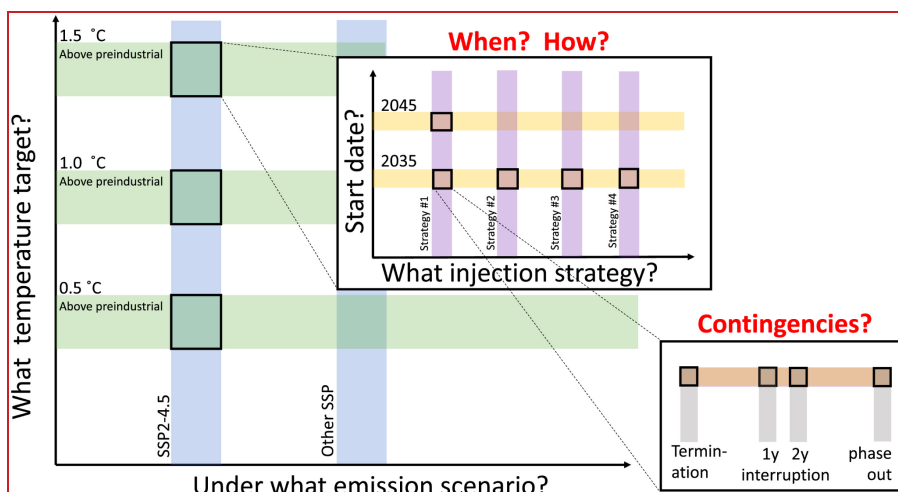 What temperature target?
1.5 ˚C
Above preindustrial
1.0 ˚C
Above preindustrial
0.5 ˚C
Above preindustrial
SSP2-4.5
Other SSP
Under what emission scenario?
When? How?
Start date?
2045
2035
Strategy #1
Strategy #2
Strategy #3
Strategy #4
What injection strategy?
Contingencies?
Termin-
ation
1y
2y
interruption
phase
out